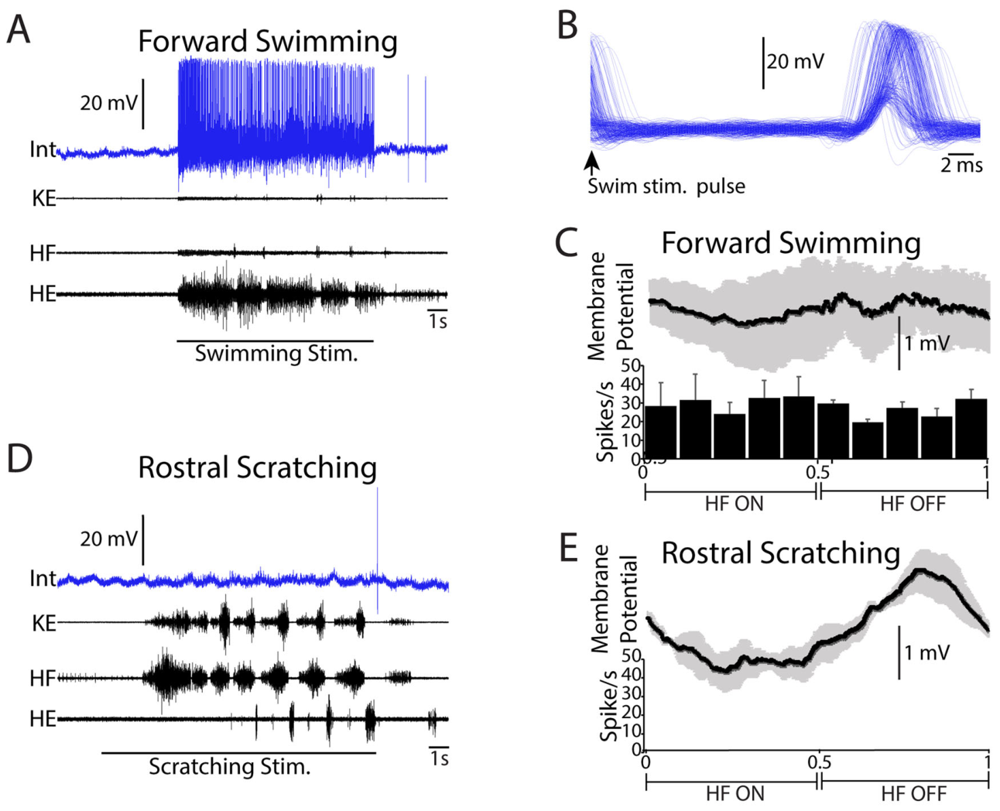 A
Forward Swimming
20 mV
Int
KE
HF
HE
1s
Swimming Stim.
B
20 mV
2 ms
Swim stim. pulse
C
Forward Swimming
Membrane
Potential
1 mV
Spikes/s
50
40
30
20
10
0
0
0.5
1
HF ON
HF OFF
D
Rostral Scratching
20 mV
Int
KE
HF
HE
1s
Scratching Stim.
E
Rostral Scratching
Membrane
Potential
1 mV
Spike/s
50
40
30
20
10
0
0
0.5
1
HF ON
HF OFF